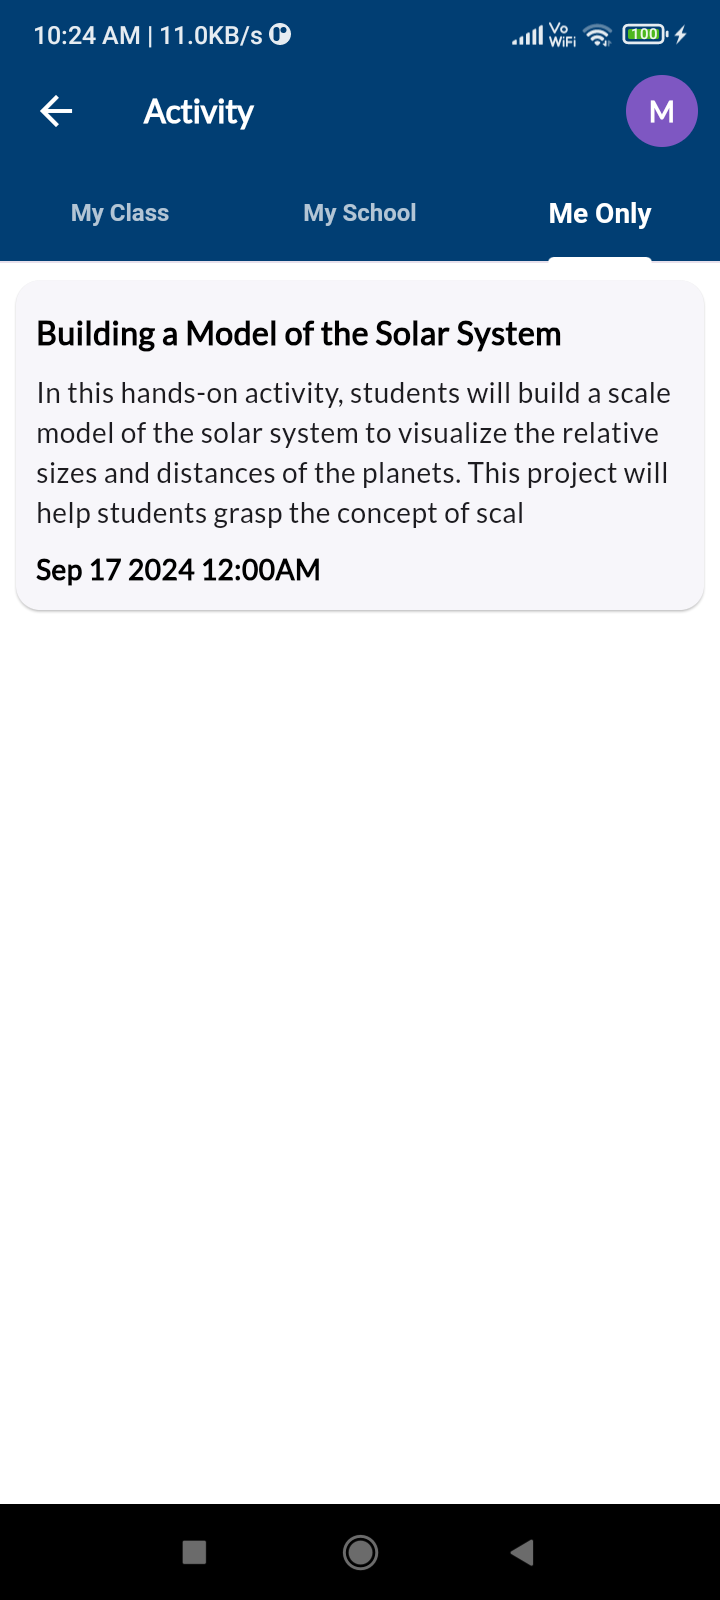 10:24 AM | 11.0KB/s
Vo
WiFi
100
Activity
M
My Class
My School
Me Only
Building a Model of the Solar System
In this hands-on activity, students will build a scale
model of the solar system to visualize the relative
sizes and distances of the planets. This project will
help students grasp the concept of scal
Sep 17 2024 12:00AM